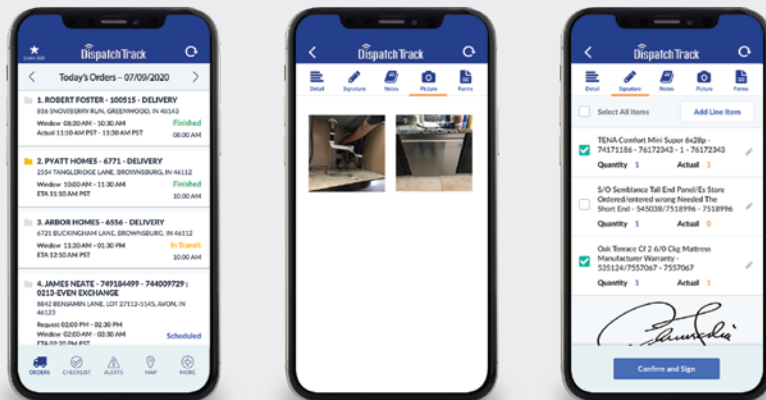 DispatchTrack
Today's Orders – 07/09/2020
1. ROBERT FOSTER - 100515 - DELIVERY
816 SNOWBERRY RUN, GREENWOOD, IN 46143
Window 08:30 AM - 10:30 AM Finished
Actual 11:10 AM PST - 11:30 AM PST 08:00 AM
2. PYATT HOMES - 6771 - DELIVERY
2554 TANGLERIDGE LANE, BROWNSBURG, IN 46112
Window 10:00 AM - 11:30 AM Finished
ETA 11:10 AM PST 10:00 AM
3. ARBOR HOMES - 6556 - DELIVERY
6721 BUCKINGHAM LANE, BROWNSBURG, IN 46112
Window 11:30 AM - 01:30 PM In Transit
ETA 12:10 AM PST 10:00 AM
4. JAMES NEATE - 749184499 - 744009729 :
0213-EVEN EXCHANGE
8842 BENJAMIN LANE, LOT 27112-5145, AVON, IN
46123
Request 02:00 PM - 02:30 PM
Window 02:00 AM - 03:30 AM Scheduled
ORDERS CHECKLIST ALERTS MAP MORE
DispatchTrack
Detail Signature Notes Picture Forms
DispatchTrack
Detail Signature Notes Picture Forms
Select All Items Add Line Item
TENA Comfort Mini Super 6x28p -
74171186 - 76172343 - 1 - 76172343
Quantity 1 Actual 1
S/O Semblance Tall End Panel/Es Store
Ordered/entered wrong Needed The
Short End - 545038/7518996 - 7518996
Quantity 1 Actual 0
Oak Terrace Cf 2 6/0 Ckg Mattress
Manufacturer Warranty -
535124/7557067 - 7557067
Quantity 1 Actual 1
Confirm and Sign